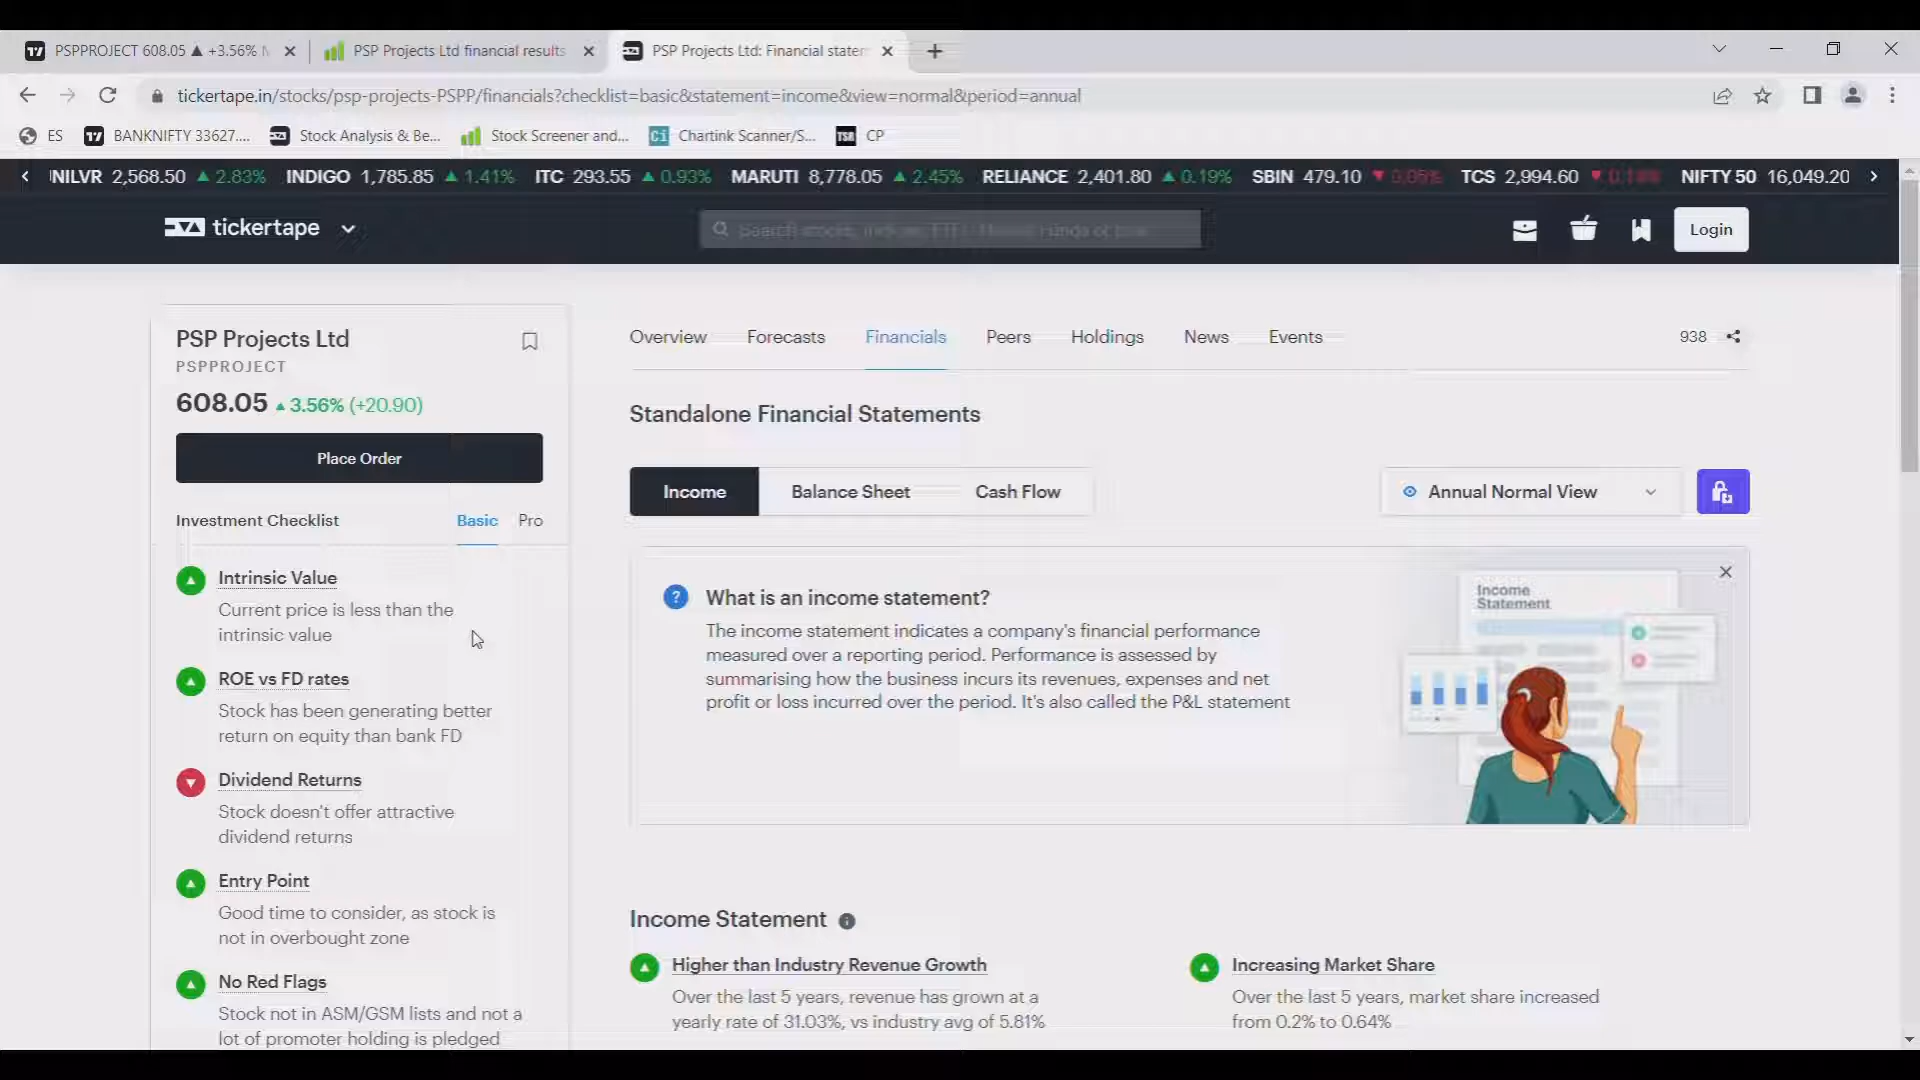 PSPPROJECT 608.05 ▲ +3.56%
PSP Projects Ltd financial results
PSP Projects Ltd: Financial stater
tickertape.in/stocks/psp-projects-PSPP/financials?checklist=basic&statement=income&view=normal&period=annual
ES
BANKNIFTY 33627....
Stock Analysis & Be...
Stock Screener and...
Ci
Chartink Scanner/S...
TSR
CP
NILVR 2,568.50 ▲ 2.83% INDIGO 1,785.85 ▲ 1.41% ITC 293.55 ▲ 0.93% MARUTI 8,778.05 ▲ 2.45% RELIANCE 2,401.80 ▲ 0.19% SBIN 479.10 ▼ TCS 2,994.60 ▼ NIFTY 50 16,049.20
tickertape
Login
PSP Projects Ltd
PSPPROJECT
608.05 ▲ 3.56% (+20.90)
Place Order
Investment Checklist Basic Pro
Intrinsic Value
Current price is less than the
intrinsic value
ROE vs FD rates
Stock has been generating better
return on equity than bank FD
Dividend Returns
Stock doesn't offer attractive
dividend returns
Entry Point
Good time to consider, as stock is
not in overbought zone
No Red Flags
Stock not in ASM/GSM lists and not a
lot of promoter holding is pledged
Overview Forecasts Financials Peers Holdings News Events 938
Standalone Financial Statements
Income Balance Sheet Cash Flow Annual Normal View
? What is an income statement?
The income statement indicates a company's financial performance
measured over a reporting period. Performance is assessed by
summarising how the business incurs its revenues, expenses and net
profit or loss incurred over the period. It's also called the P&L statement
Income
Statement
Income Statement
Higher than Industry Revenue Growth
Over the last 5 years, revenue has grown at a
yearly rate of 31.03%, vs industry avg of 5.81%
Increasing Market Share
Over the last 5 years, market share increased
from 0.2% to 0.64%